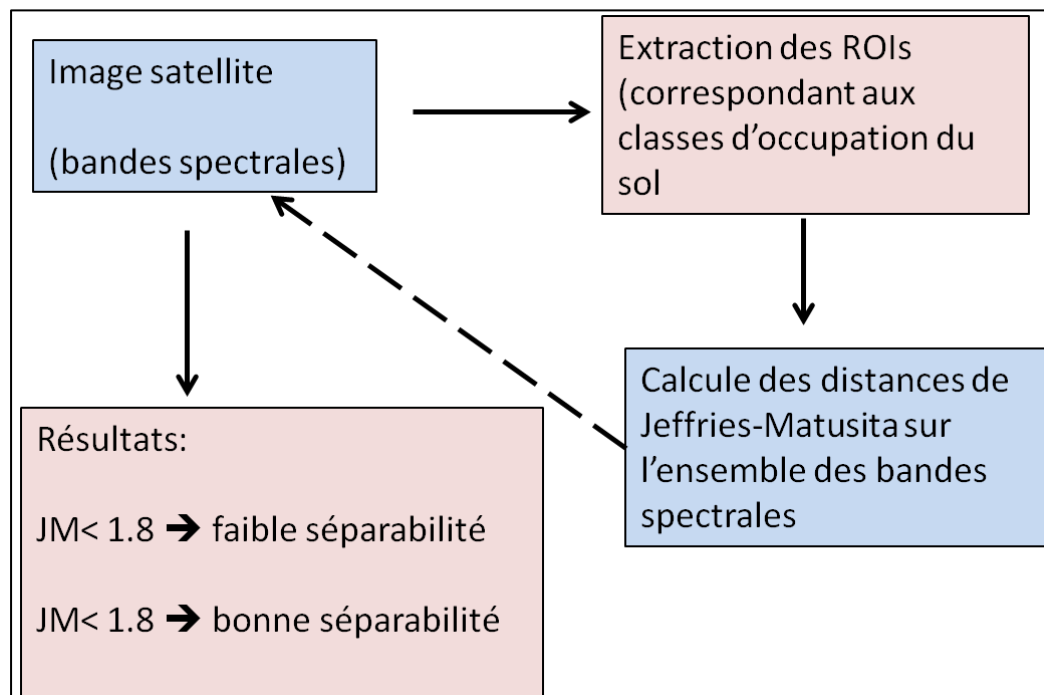 Image satellite
(bandes spectrales)
Extraction des ROIs
(correspondant aux
classes d'occupation du
sol
Calcule des distances de
Jeffries-Matusita sur
l'ensemble des bandes
spectrales
Résultats:
JM< 1.8 → faible séparabilité
JM< 1.8 → bonne séparabilité